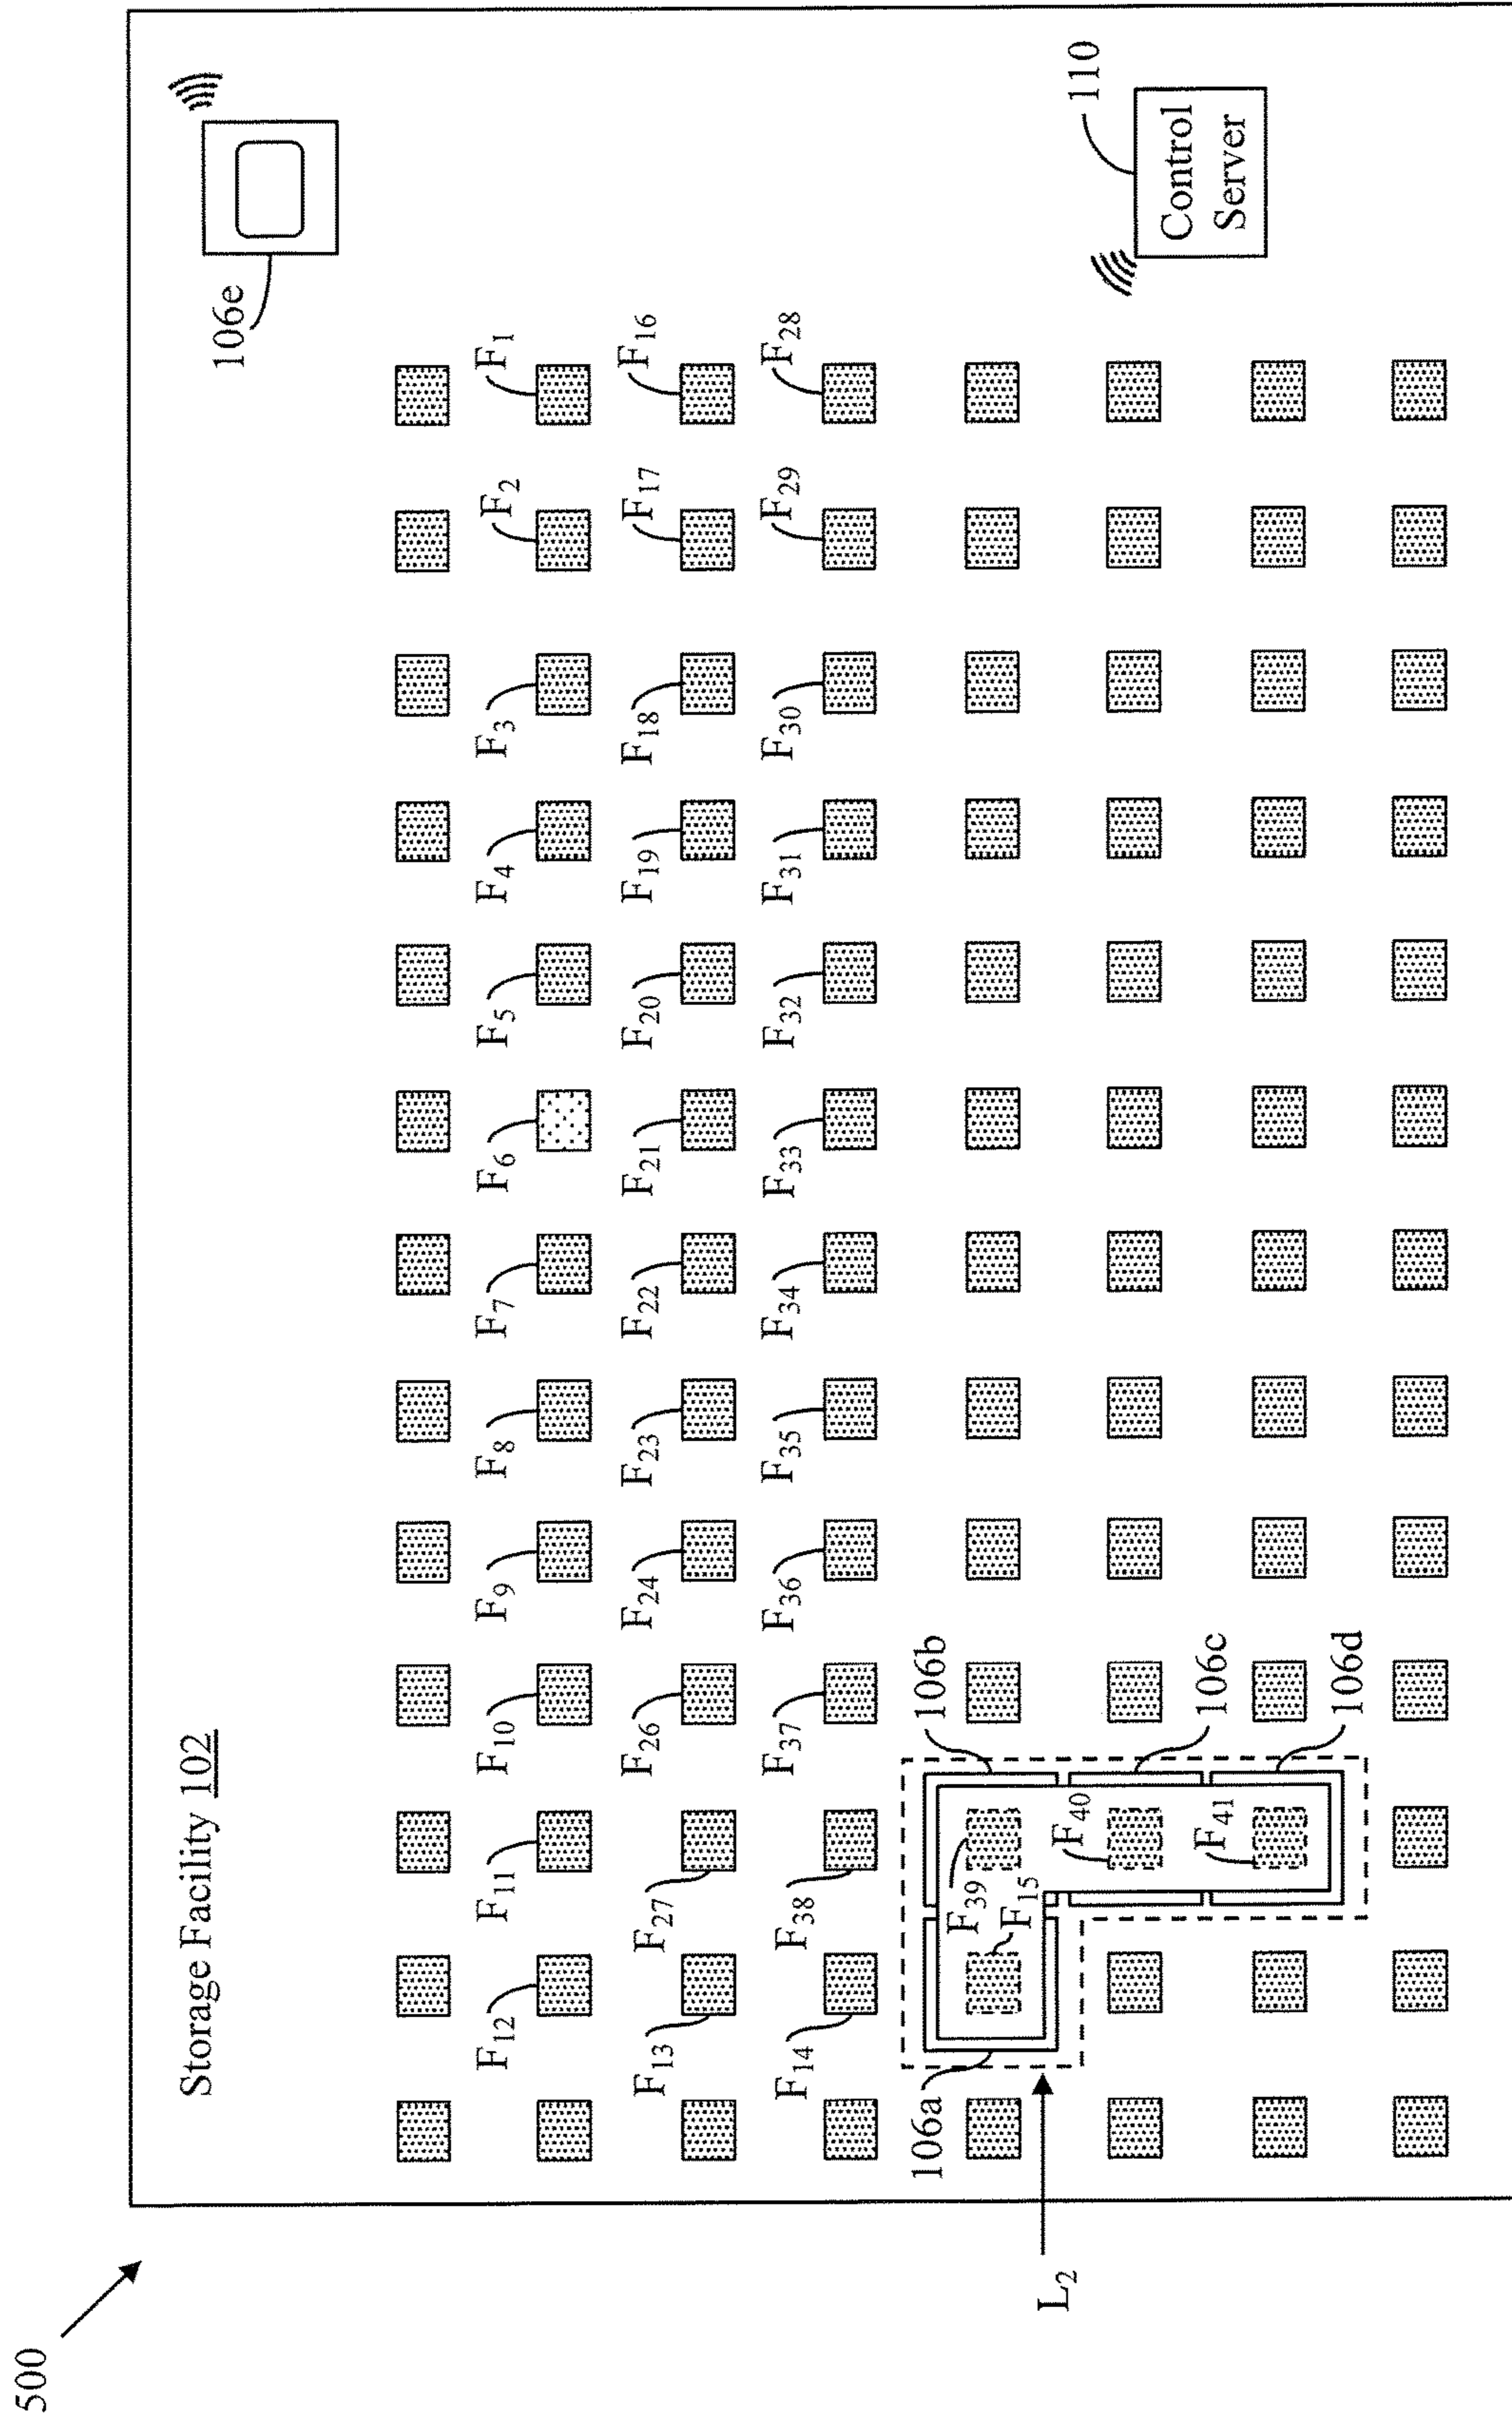 500
Storage Facility 102
106e
F12 F11 F10 F9 F8 F7 F6 F5 F4 F3 F2 F1
F13 F27 F26 F24 F23 F22 F21 F20 F19 F18 F17 F16
F14 F38 F37 F36 F35 F34 F33 F32 F31 F30 F29 F28
106a 106b
F39
F15
L2 F40 110
Control
F41 106c
Server
106d